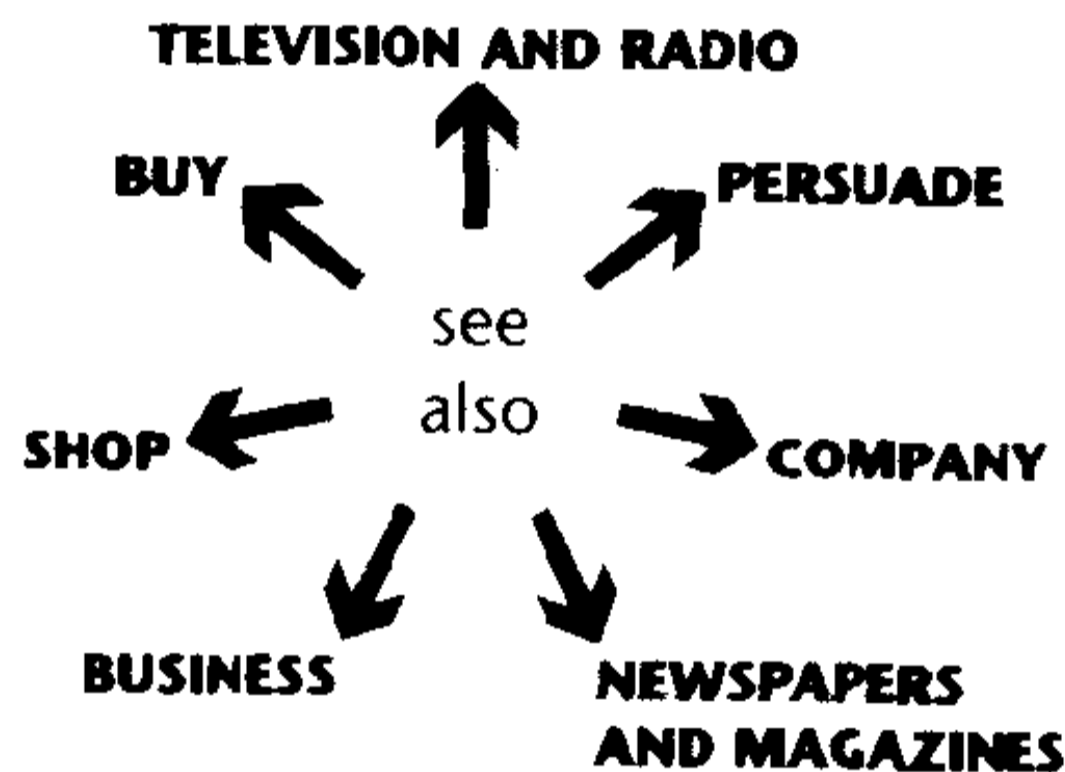 TELEVISION AND RADIO
BUY
PERSUADE
see
also
SHOP
COMPANY
BUSINESS
NEWSPAPERS
AND MAGAZINES